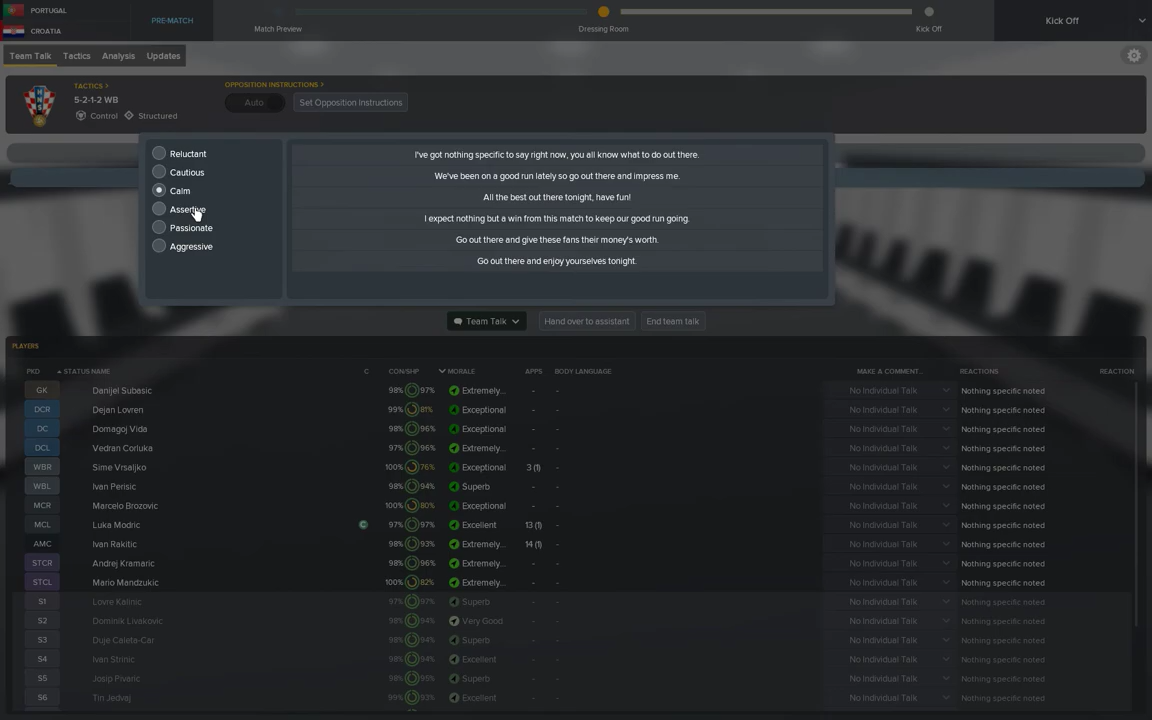 PORTUGAL
CROATIA
PRE-MATCH
Match Preview
Dressing Room
Kick Off
Kick Off
Team Talk Tactics Analysis Updates
TACTICS >
5-2-1-2 WB
Control Structured
OPPOSITION INSTRUCTIONS >
Auto Set Opposition Instructions
Reluctant
Cautious
Calm
Assertive
Passionate
Aggressive
I've got nothing specific to say right now, you all know what to do out there.
We've been on a good run lately so go out there and impress me.
All the best out there tonight, have fun!
I expect nothing but a win from this match to keep our good run going.
Go out there and give these fans their money's worth.
Go out there and enjoy yourselves tonight.
Team Talk Hand over to assistant End team talk
PLAYERS
PKD STATUS NAME C CON/SHP MORALE APPS BODY LANGUAGE MAKE A COMMENT... REACTIONS REACTION
GK Danijel Subasic 98% 97% Extremely... - - No Individual Talk Nothing specific noted
DCR Dejan Lovren 99% 81% Exceptional - - No Individual Talk Nothing specific noted
DC Domagoj Vida 98% 96% Exceptional - - No Individual Talk Nothing specific noted
DCL Vedran Corluka 97% 96% Extremely... - - No Individual Talk Nothing specific noted
WBR Sime Vrsaljko 100% 76% Exceptional 3 (1) - No Individual Talk Nothing specific noted
WBL Ivan Perisic 98% 94% Superb - - No Individual Talk Nothing specific noted
MCR Marcelo Brozovic 100% 80% Exceptional - - No Individual Talk Nothing specific noted
MCL Luka Modric C 97% 97% Excellent 13 (1) - No Individual Talk Nothing specific noted
AMC Ivan Rakitic 98% 93% Extremely... 14 (1) - No Individual Talk Nothing specific noted
STCR Andrej Kramaric 98% 96% Extremely... - - No Individual Talk Nothing specific noted
STCL Mario Mandzukic 100% 82% Extremely... - - No Individual Talk Nothing specific noted
S1 Lovre Kalinic 97% 97% Superb - - No Individual Talk Nothing specific noted
S2 Dominik Livakovic 98% 94% Very Good - - No Individual Talk Nothing specific noted
S3 Duje Caleta-Car 98% 94% Superb - - No Individual Talk Nothing specific noted
S4 Ivan Strinic 98% 94% Excellent - - No Individual Talk Nothing specific noted
S5 Josip Pivaric 98% 95% Superb - - No Individual Talk Nothing specific noted
S6 Tin Jedvaj 99% 93% Excellent - - No Individual Talk Nothing specific noted